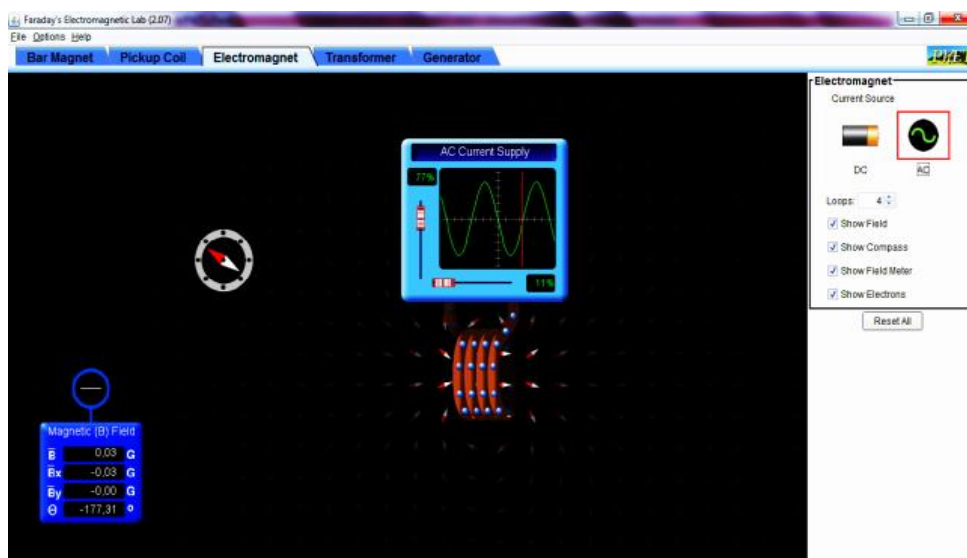 Faraday's Electromagnetic Lab (2.07)
File Options Help
Bar Magnet Pickup Coil Electromagnet Transformer Generator
PhET
Electromagnet
Current Source
DC AC
Loops: 4
Show Field
Show Compass
Show Field Meter
Show Electrons
Reset All
AC Current Supply
77%
11%
Magnetic (B) Field
B 0,03 G
Bx -0,03 G
By -0,00 G
Θ -177,31 °